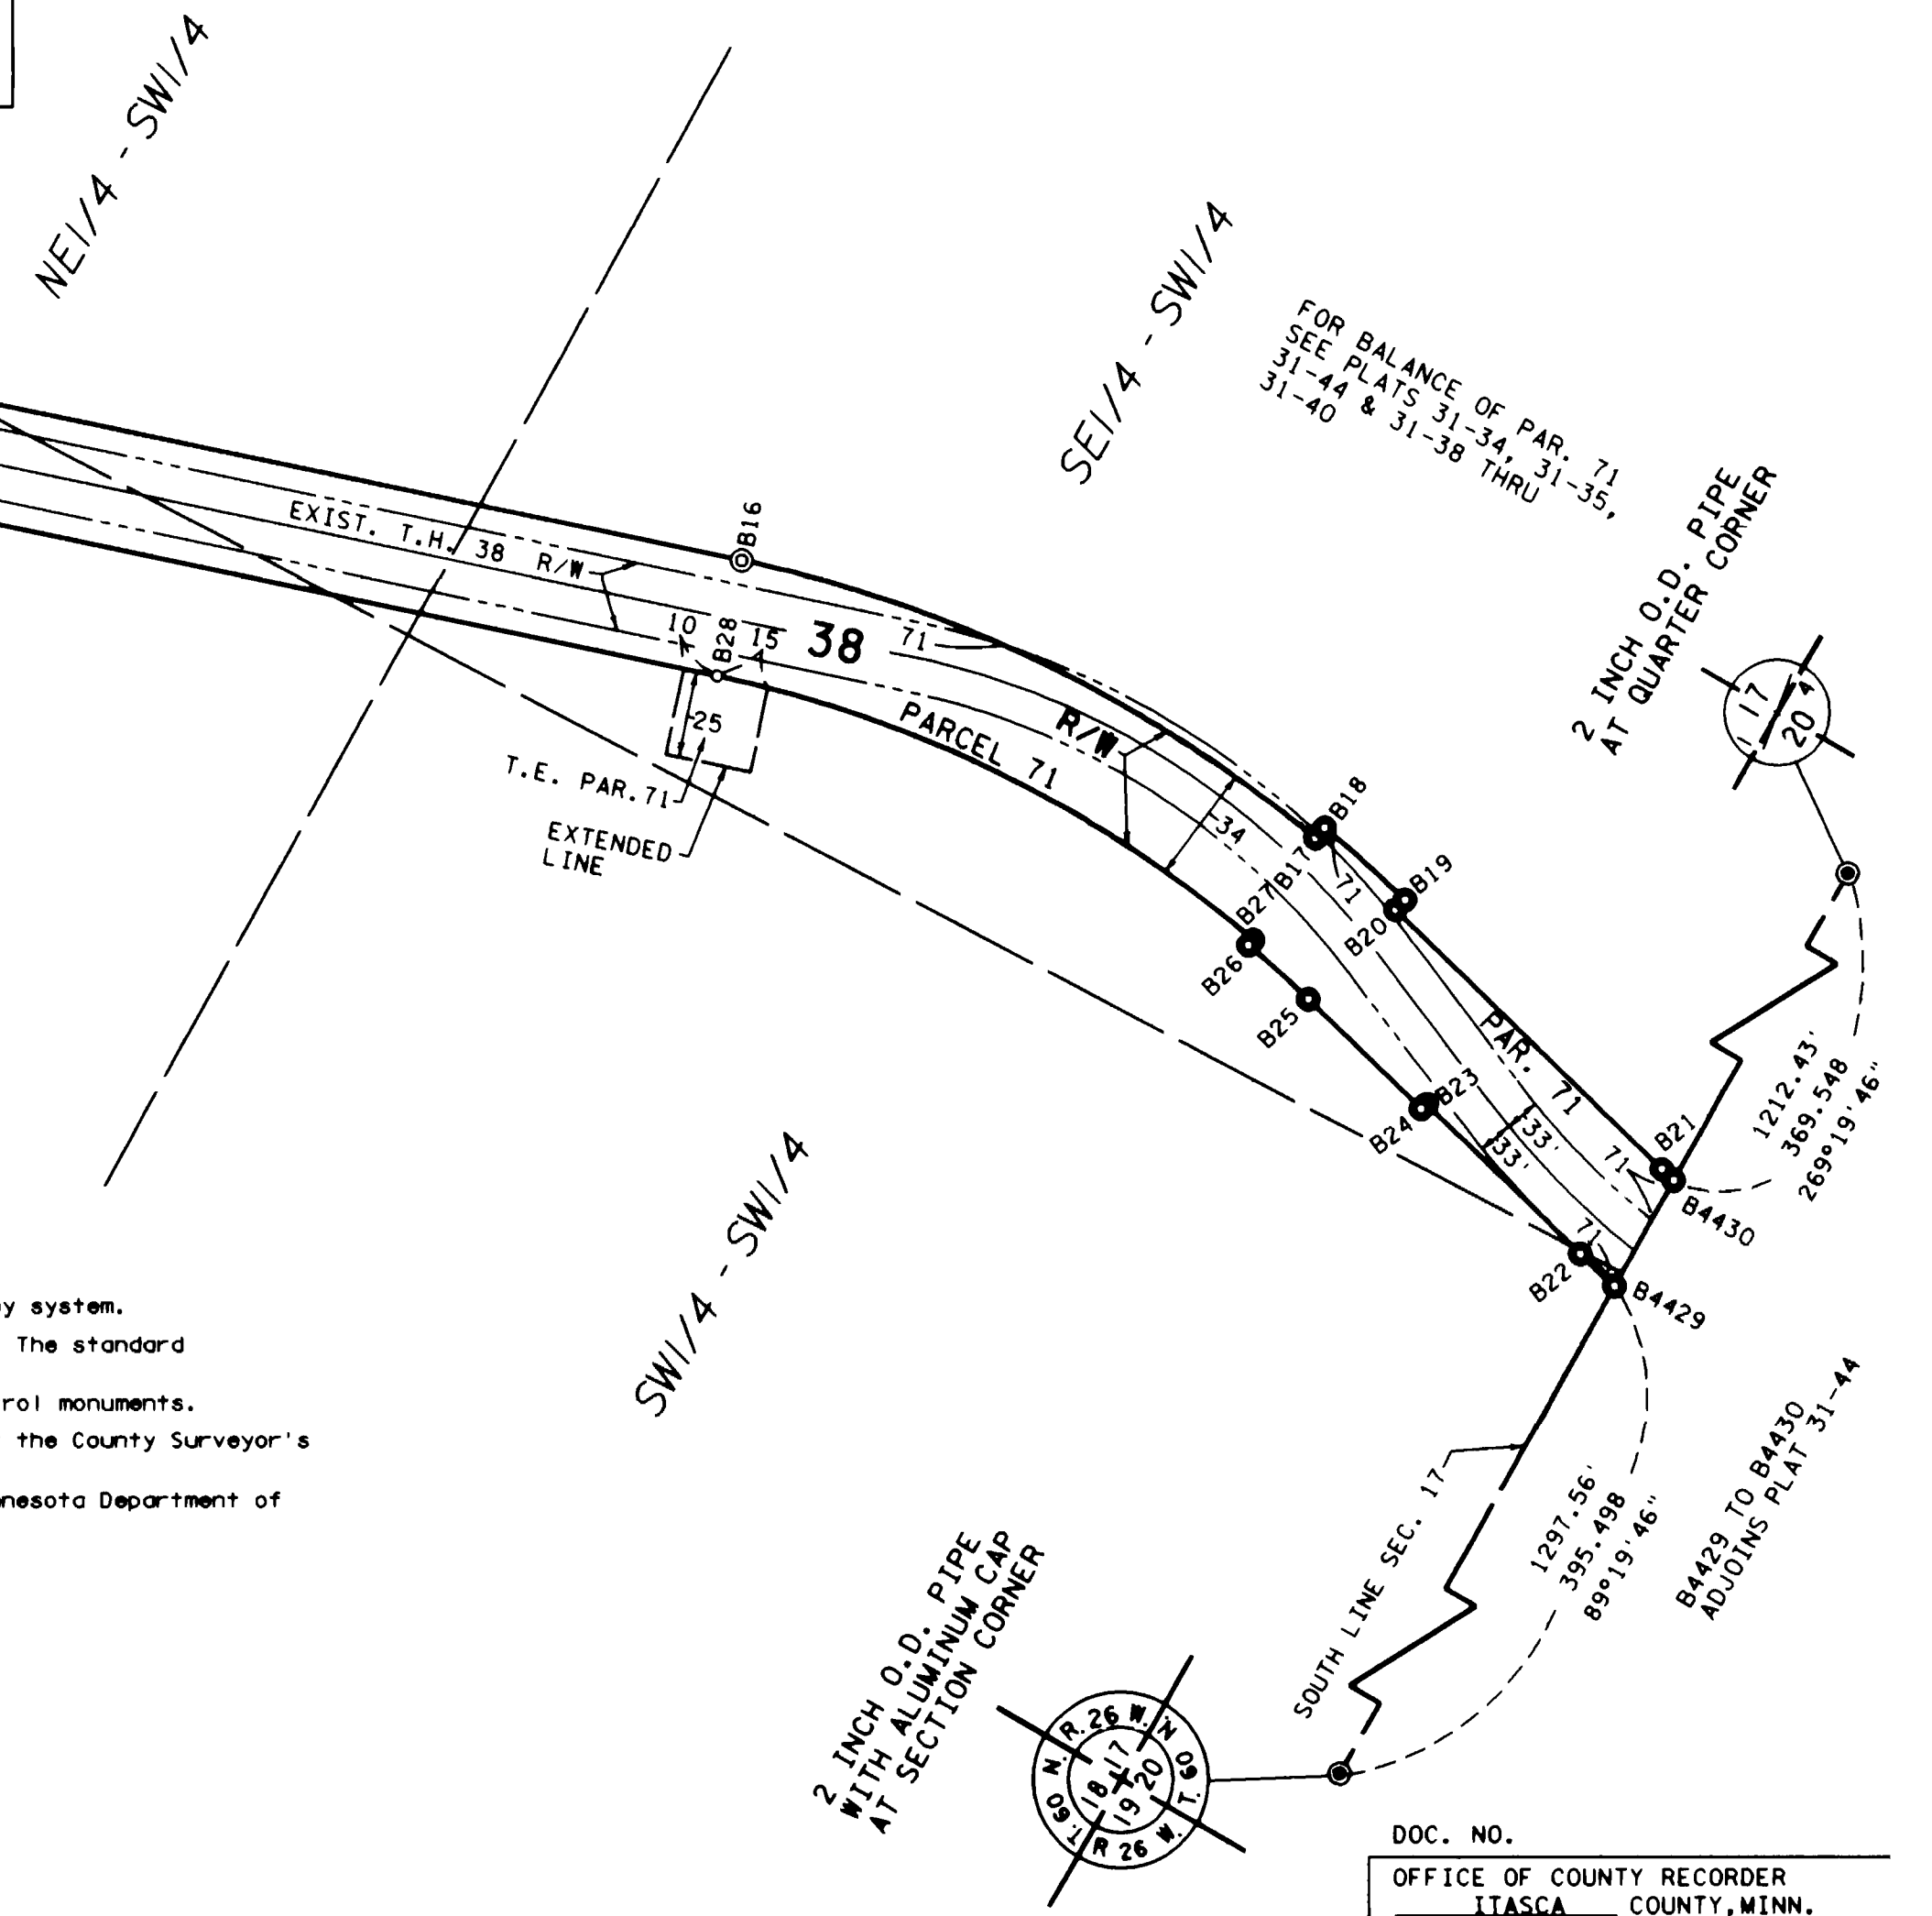 NE1/4 - SW1/4
SE1/4 - SW1/4
FOR BALANCE OF PAR. 71
SEE PLATS 31-34, 31-35,
31-44 & 31-38 THRU
31-40
2 INCH O.D. PIPE
AT QUARTER CORNER
17
1
4
20
EXIST. T.H. 38 R/W
B16
10
B28
15
38
71
25
PARCEL 71
R/W
T.E. PAR.71
EXTENDED
LINE
34
B18
B17
71
B19
B20
B27
B26
B25
PAR. 71
B23
B24
33'
33'
71
B21
B4430
71
B22
B4429
1212.43'
369.548
269°19'46"
SW1/4 - SW1/4
y system.
The standard
rol monuments.
the County Surveyor's
nesota Department of
SOUTH LINE SEC. 17
1297.56'
395.498
89°19'46"
B4429 TO B4430
ADJOINS PLAT 31-44
2 INCH O.D. PIPE
WITH ALUMINUM CAP
AT SECTION CORNER
R. 26 W.
T. 60 N.
18 17
19 20
T. 60 N
R 26 W.
DOC. NO.
OFFICE OF COUNTY RECORDER
ITASCA COUNTY, MINN.